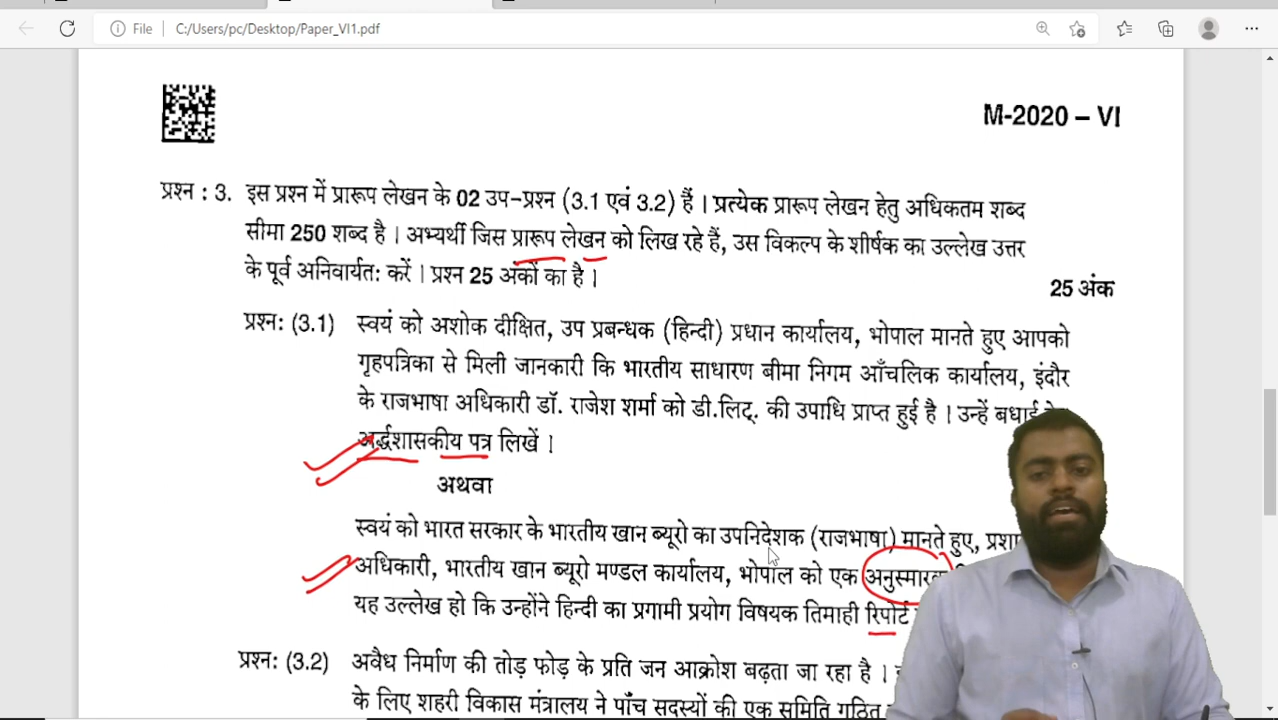 File C:/Users/pc/Desktop/Paper_VI1.pdf
M-2020 – VI
प्रश्न : 3. इस प्रश्न में प्रारूप लेखन के 02 उप-प्रश्न (3.1 एवं 3.2) हैं । प्रत्येक प्रारूप लेखन हेतु अधिकतम शब्द
सीमा 250 शब्द है । अभ्यर्थी जिस प्रारूप लेखन को लिख रहे हैं, उस विकल्प के शीर्षक का उल्लेख उत्तर
के पूर्व अनिवार्यत: करें । प्रश्न 25 अंकों का है ।
25 अंक
प्रश्न: (3.1) स्वयं को अशोक दीक्षित, उप प्रबन्धक (हिन्दी) प्रधान कार्यालय, भोपाल मानते हुए आपको
गृहपत्रिका से मिली जानकारी कि भारतीय साधारण बीमा निगम आँचलिक कार्यालय, इंदौर
के राजभाषा अधिकारी डॉ. राजेश शर्मा को डी.लिट्. की उपाधि प्राप्त हुई है । उन्हें बधाई
अर्द्धशासकीय पत्र लिखें ।
अथवा
स्वयं को भारत सरकार के भारतीय खान ब्यूरो का उपनिदेशक (राजभाषा) मानते हुए,
अधिकारी, भारतीय खान ब्यूरो मण्डल कार्यालय, भोपाल को एक अनुस्मारक
यह उल्लेख हो कि उन्होंने हिन्दी का प्रगामी प्रयोग विषयक तिमाही रिपोर्ट
प्रश्न: (3.2) अवैध निर्माण की तोड़ फोड़ के प्रति जन आक्रोश बढ़ता जा रहा है ।
के लिए शहरी विकास मंत्रालय ने पाँच सदस्यों की एक समिति गठित